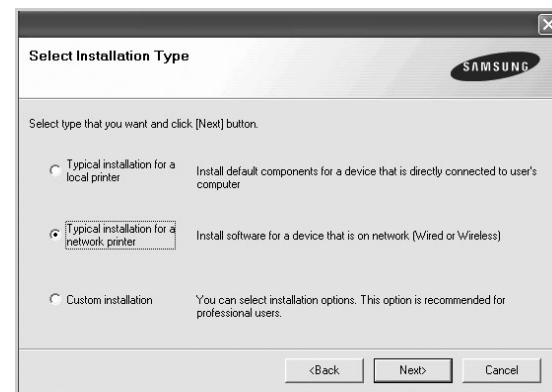 Select Installation Type
SAMSUNG
Select type that you want and click [Next] button.
Typical installation for a
local printer
Install default components for a device that is directly connected to user's
computer
Typical installation for a
network printer
Install software for a device that is on network (Wired or Wireless)
Custom installation
You can select installation options. This option is recommended for
professional users.
<Back
Next>
Cancel